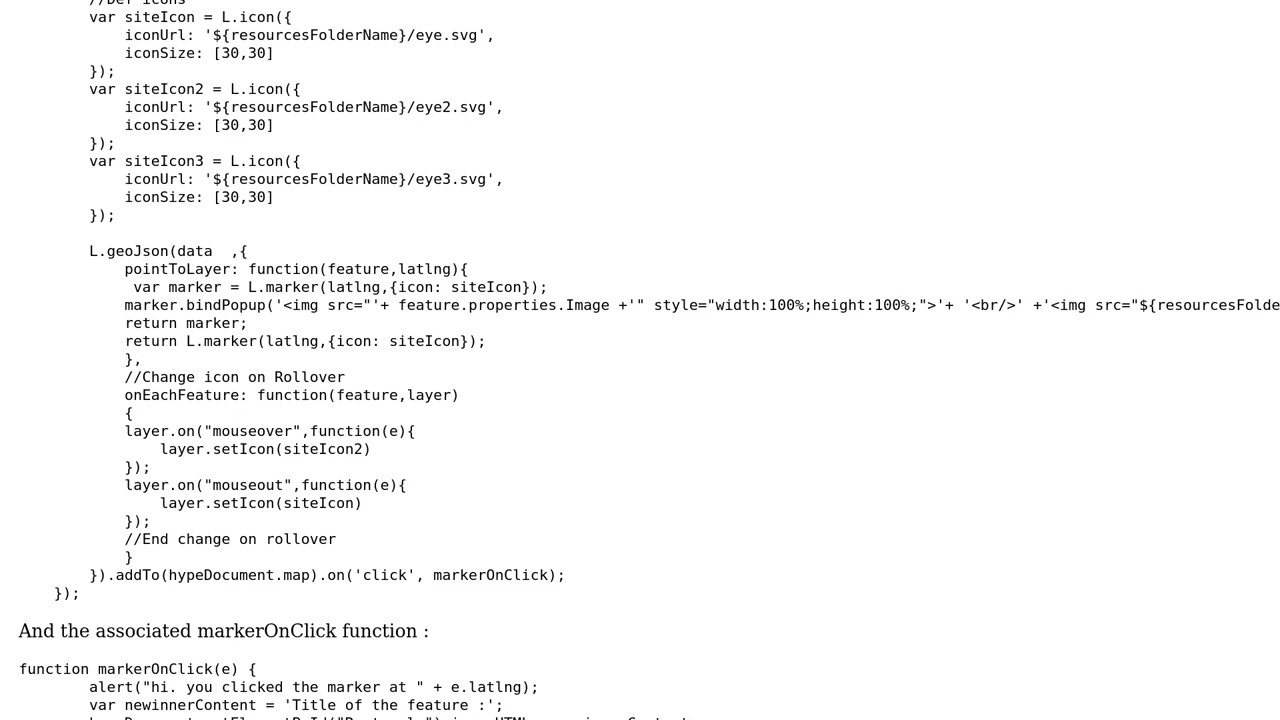 //Def icons
var siteIcon = L.icon({
iconUrl: '${resourcesFolderName}/eye.svg',
iconSize: [30,30]
});
var siteIcon2 = L.icon({
iconUrl: '${resourcesFolderName}/eye2.svg',
iconSize: [30,30]
});
var siteIcon3 = L.icon({
iconUrl: '${resourcesFolderName}/eye3.svg',
iconSize: [30,30]
});
L.geoJson(data  ,{
pointToLayer: function(feature,latlng){
var marker = L.marker(latlng,{icon: siteIcon});
marker.bindPopup('<img src="'+ feature.properties.Image +'" style="width:100%;height:100%;">'+ '<br/>' +'<img src="${resourcesFolde
return marker;
return L.marker(latlng,{icon: siteIcon});
},
//Change icon on Rollover
onEachFeature: function(feature,layer)
{
layer.on("mouseover",function(e){
layer.setIcon(siteIcon2)
});
layer.on("mouseout",function(e){
layer.setIcon(siteIcon)
});
//End change on rollover
}
}).addTo(hypeDocument.map).on('click', markerOnClick);
});
And the associated markerOnClick function :
function markerOnClick(e) {
alert("hi. you clicked the marker at " + e.latlng);
var newinnerContent = 'Title of the feature :';